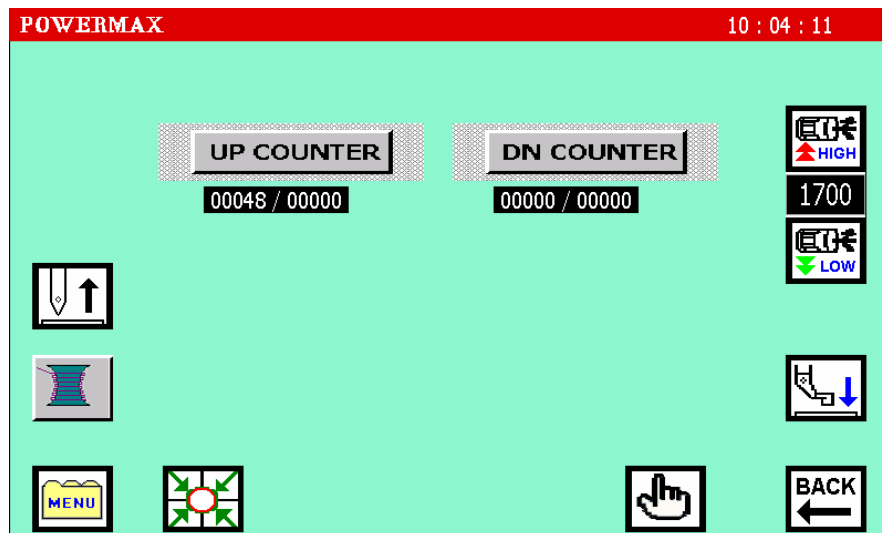 POWERMAX 10 : 04 : 11
UP COUNTER DN COUNTER
HIGH
00048 / 00000 00000 / 00000 1700
LOW
MENU BACK